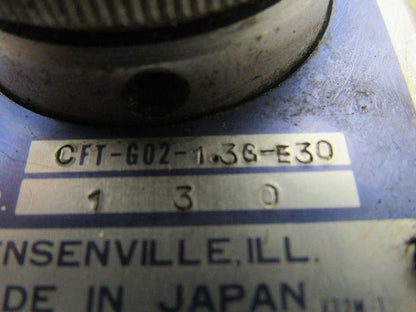 CFT-G02-1.3G-E30
1 3 0
ENSENVILLE, ILL.
DE IN JAPAN